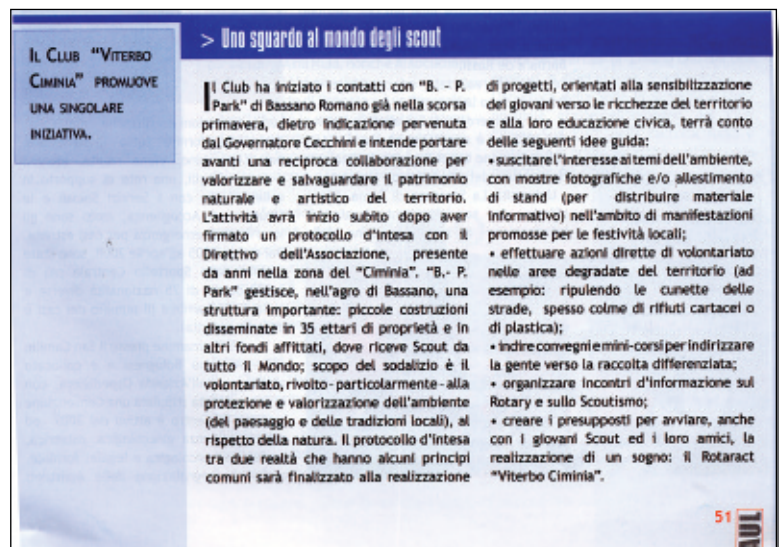 IL CLUB "VITERBO
CIMINIA" PROMUOVE
UNA SINGOLARE
INIZIATIVA.
> Uno sguardo al mondo degli scout
Il Club ha iniziato i contatti con "B. - P.
Park" di Bassano Romano già nella scorsa
primavera, dietro indicazione pervenuta
dal Governatore Cecchini e intende portare
avanti una reciproca collaborazione per
valorizzare e salvaguardare il patrimonio
naturale e artistico del territorio.
L'attività avrà inizio subito dopo aver
firmato un protocollo d'intesa con il
Direttivo dell'Associazione, presente
da anni nella zona del "Ciminia". "B.- P.
Park" gestisce, nell'agro di Bassano, una
struttura importante: piccole costruzioni
disseminate in 35 ettari di proprietà e in
altri fondi affittati, dove riceve Scout da
tutto il Mondo; scopo del sodalizio è il
volontariato, rivolto - particolarmente - alla
protezione e valorizzazione dell'ambiente
(del paesaggio e delle tradizioni locali), al
rispetto della natura. Il protocollo d'intesa
tra due realtà che hanno alcuni principi
comuni sarà finalizzato alla realizzazione
di progetti, orientati alla sensibilizzazione
dei giovani verso le ricchezze del territorio
e alla loro educazione civica, terrà conto
delle seguenti idee guida:
• suscitare l'interesse ai temi dell'ambiente,
con mostre fotografiche e/o allestimento
di stand (per distribuire materiale
informativo) nell'ambito di manifestazioni
promosse per le festività locali;
• effettuare azioni dirette di volontariato
nelle aree degradate del territorio (ad
esempio: ripulendo le cunette delle
strade, spesso colme di rifiuti cartacei o
di plastica);
• indire convegni e mini-corsi per indirizzare
la gente verso la raccolta differenziata;
• organizzare incontri d'informazione sul
Rotary e sullo Scoutismo;
• creare i presupposti per avviare, anche
con i giovani Scout ed i loro amici, la
realizzazione di un sogno: il Rotaract
"Viterbo Ciminia".
51